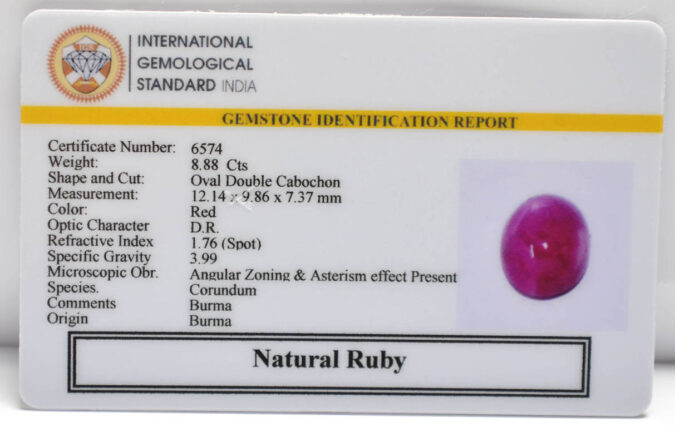 INTERNATIONAL
GEMOLOGICAL
STANDARD INDIA
GEMSTONE IDENTIFICATION REPORT
Certificate Number: 6574
Weight: 8.88 Cts
Shape and Cut: Oval Double Cabochon
Measurement: 12.14 x 9.86 x 7.37 mm
Color: Red
Optic Character D.R.
Refractive Index 1.76 (Spot)
Specific Gravity 3.99
Microscopic Obr. Angular Zoning & Asterism effect Present
Species. Corundum
Comments Burma
Origin Burma
Natural Ruby